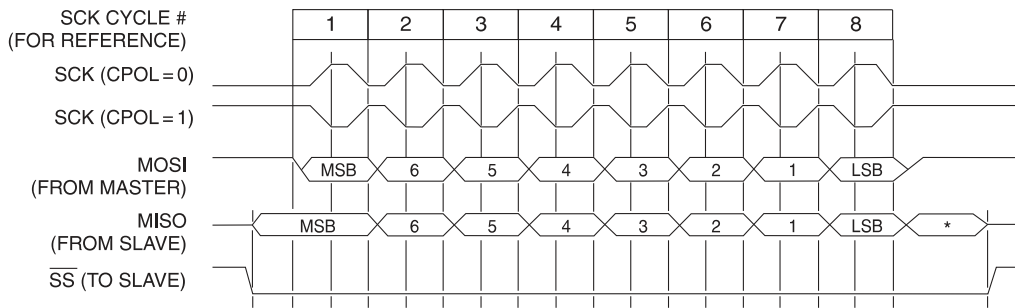 SCK CYCLE #
(FOR REFERENCE)
1 2 3 4 5 6 7 8
SCK (CPOL = 0)
SCK (CPOL = 1)
MOSI
(FROM MASTER)
MSB 6 5 4 3 2 1 LSB
MISO
(FROM SLAVE)
MSB 6 5 4 3 2 1 LSB *
SS (TO SLAVE)